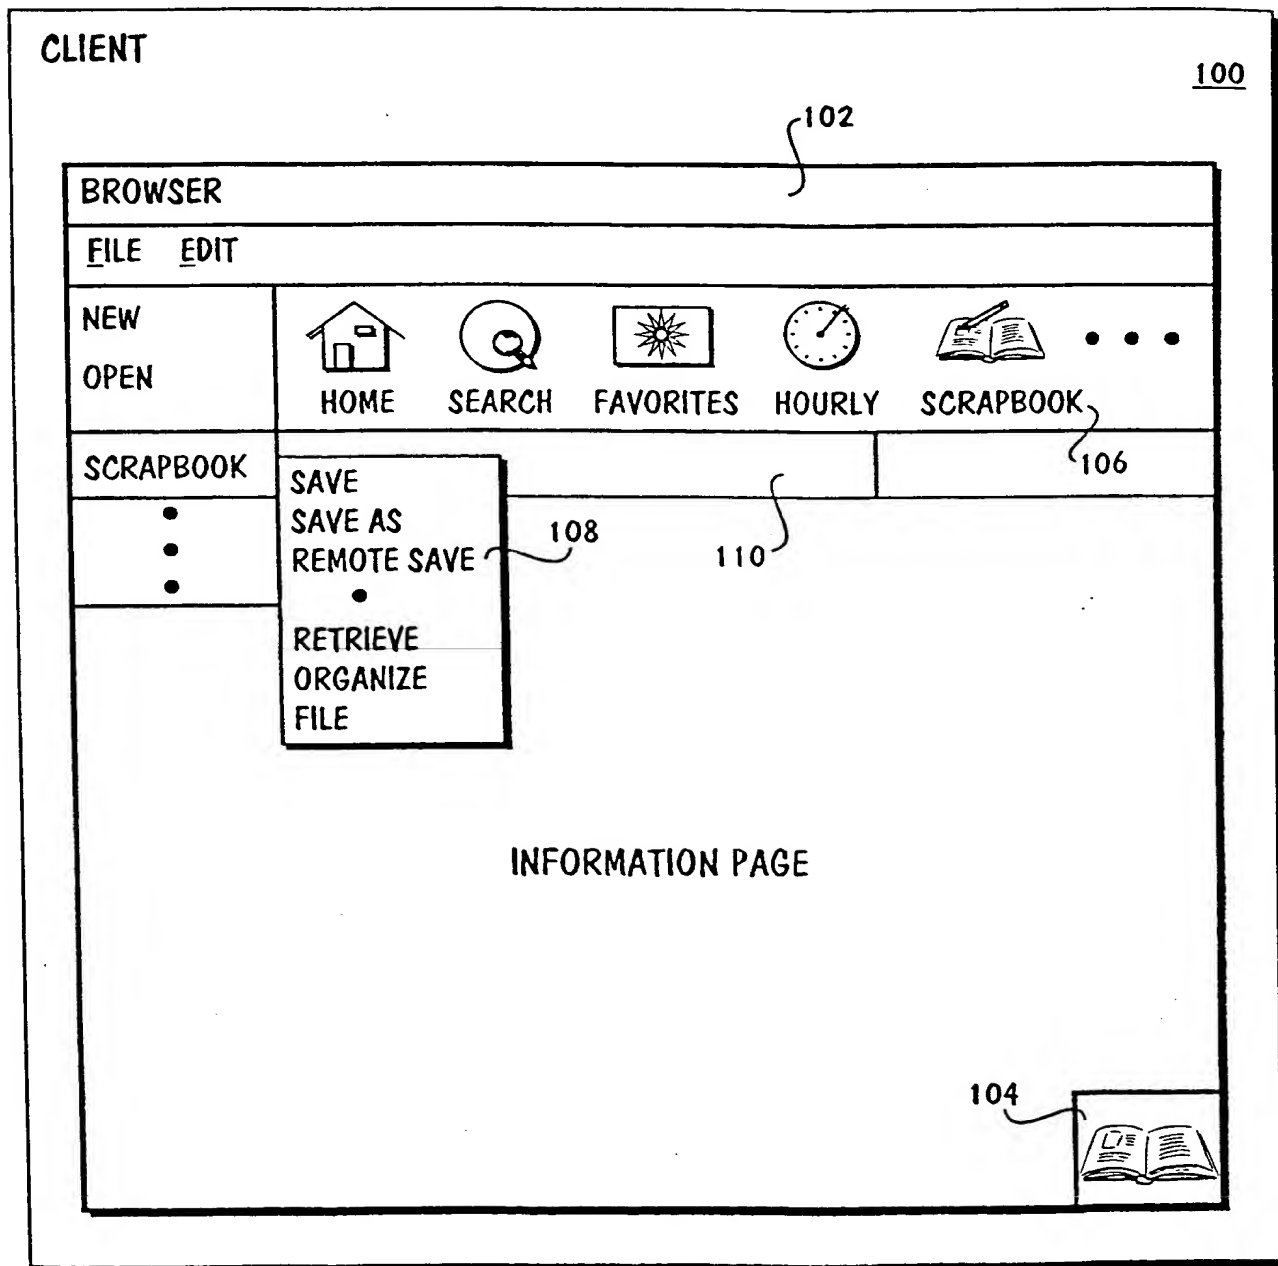 CLIENT
100
102
BROWSER
FILE EDIT
NEW
OPEN
HOME SEARCH FAVORITES HOURLY SCRAPBOOK
106
SCRAPBOOK
110
SAVE
SAVE AS
REMOTE SAVE
108
RETRIEVE
ORGANIZE
FILE
INFORMATION PAGE
104